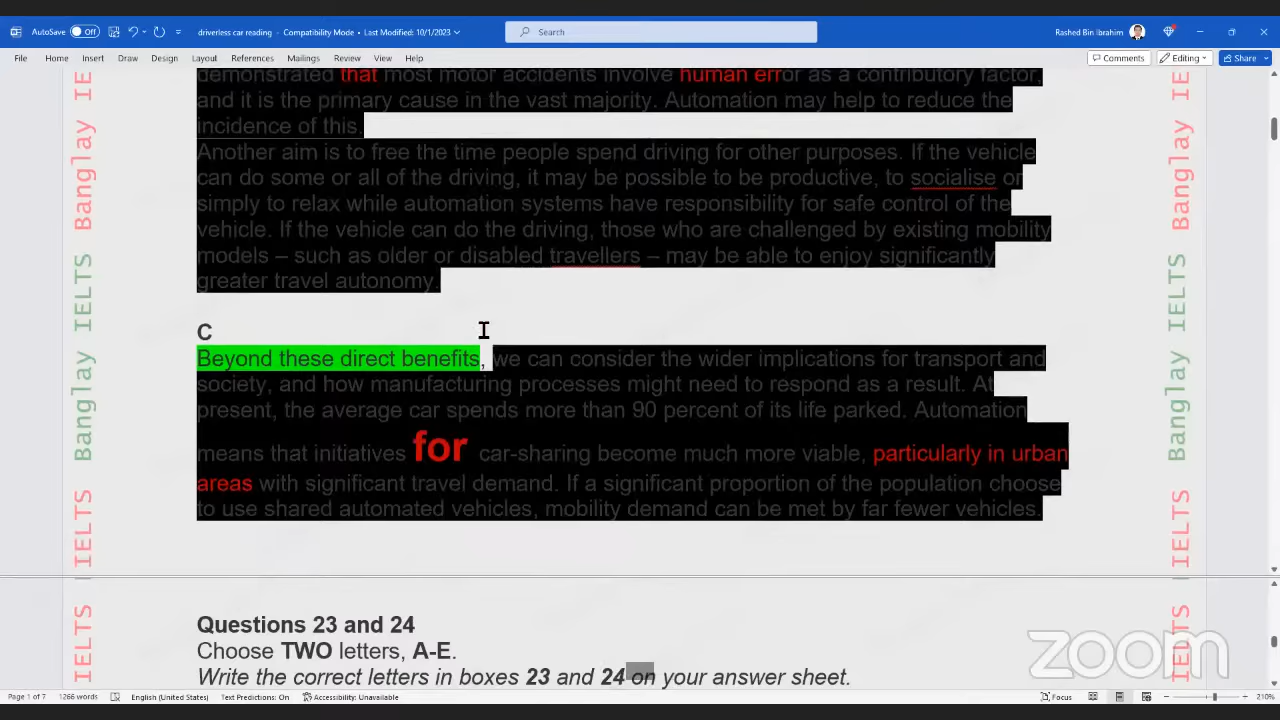 AutoSave Off driverless car reading - Compatibility Mode • Last Modified: 10/1/2023 Search Rashed Bin Ibrahim
File Home Insert Draw Design Layout References Mailings Review View Help Comments Editing Share
demonstrated that most motor accidents involve human error as a contributory factor,
and it is the primary cause in the vast majority. Automation may help to reduce the
incidence of this.
Another aim is to free the time people spend driving for other purposes. If the vehicle
can do some or all of the driving, it may be possible to be productive, to socialise or
simply to relax while automation systems have responsibility for safe control of the
vehicle. If the vehicle can do the driving, those who are challenged by existing mobility
models – such as older or disabled travellers – may be able to enjoy significantly
greater travel autonomy.
C
Beyond these direct benefits, we can consider the wider implications for transport and
society, and how manufacturing processes might need to respond as a result. At
present, the average car spends more than 90 percent of its life parked. Automation
means that initiatives for car-sharing become much more viable, particularly in urban
areas with significant travel demand. If a significant proportion of the population choose
to use shared automated vehicles, mobility demand can be met by far fewer vehicles.
Questions 23 and 24
Choose TWO letters, A-E.
Write the correct letters in boxes 23 and 24 on your answer sheet.
Banglay IE
Banglay IELTS
IELTS
IELTS
Banglay IE
Banglay IELTS
IELTS
IELTS
zoom
Page 1 of 7 1266 words English (United States) Text Predictions: On Accessibility: Unavailable Focus 210%